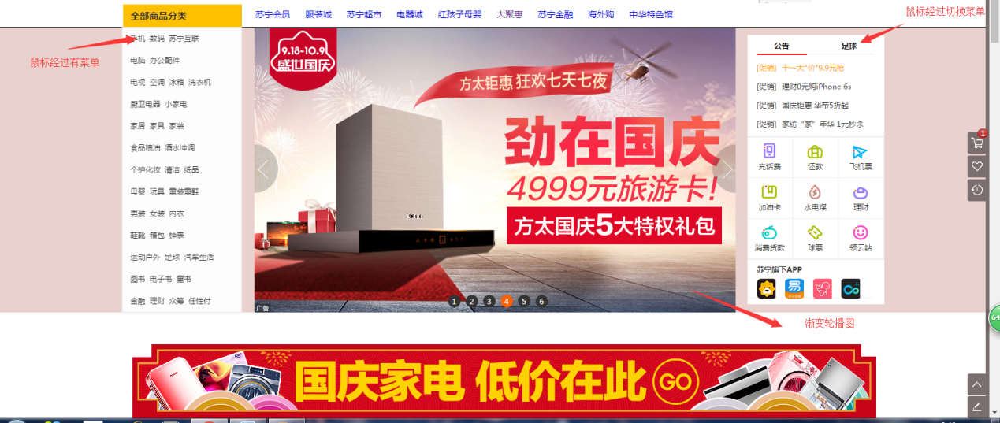 鼠标经过切换菜单
全部商品分类
苏宁会员 服装城 苏宁超市 电器城 红孩子母婴 大聚惠 苏宁金融 海外购 中华特色馆
鼠标经过有菜单
手机 数码 苏宁互联
电脑 办公配件
电视 空调 冰箱 洗衣机
厨卫电器 小家电
家居 家具 家装
食品粮油 酒水冲调
个护化妆 清洁 纸品
母婴 玩具 童装童鞋
男装 女装 内衣
鞋靴 箱包 钟表
运动户外 足球 汽车生活
图书 电子书 童书
金融 理财 众筹 任性付
9.18-10.9
盛世国庆
方太钜惠 狂欢七天七夜
劲在国庆
4999元旅游卡!
方太国庆5大特权礼包
广告
1 2 3 4 5 6
公告 足球
[促销] 十一大"价"9.9元抢
[促销] 理财0元购iPhone 6s
[促销] 国庆钜惠 华帝5折起
[促销] 家纺“家”年华 1元秒杀
充话费 还款 飞机票
加油卡 水电煤 理财
消费贷款 球票 领云钻
苏宁旗下APP
易
1
64
渐变轮播图
国庆家电 低价在此 GO